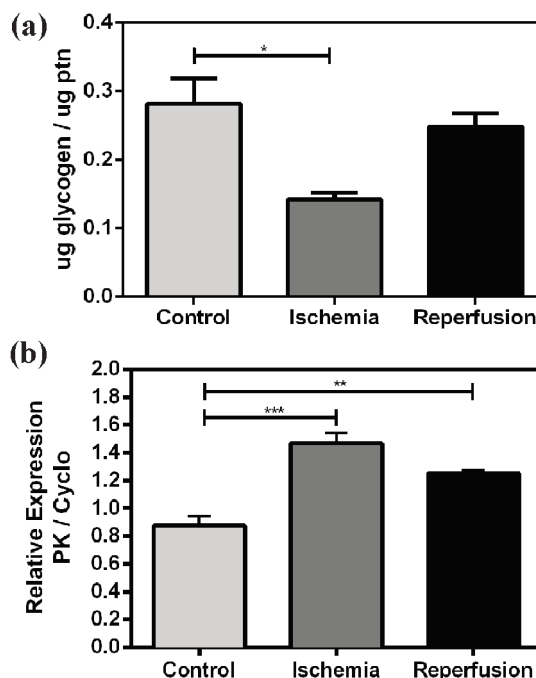 (a)
ug glycogen / ug ptn
0.4
0.3
0.2
0.1
0.0
*
Control Ischemia Reperfusion
(b)
Relative Expression
PK / Cyclo
2.0
1.8
1.6
1.4
1.2
1.0
0.8
0.6
0.4
0.2
0.0
**
***
Control Ischemia Reperfusion